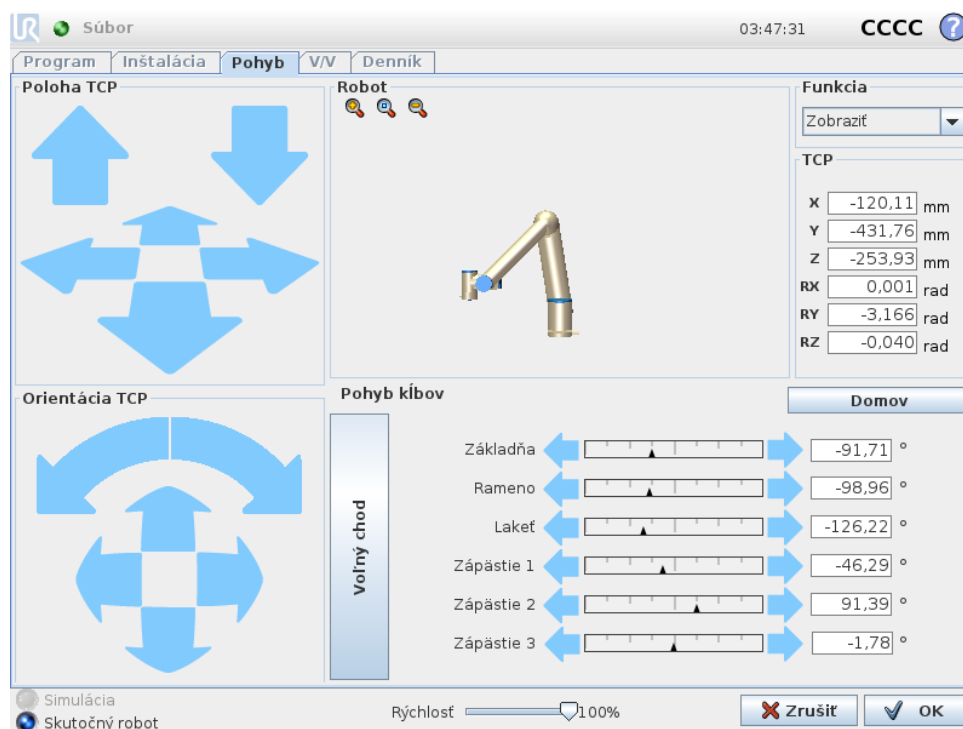 UR Súbor 03:47:31 CCCC ?
Program Inštalácia Pohyb V/V Denník
Poloha TCP
Robot
Funkcia
Zobraziť
TCP
X -120,11 mm
Y -431,76 mm
Z -253,93 mm
RX 0,001 rad
RY -3,166 rad
RZ -0,040 rad
Orientácia TCP
Pohyb kĺbov
Domov
Voľný chod
Základňa -91,71 °
Rameno -98,96 °
Lakeť -126,22 °
Zápästie 1 -46,29 °
Zápästie 2 91,39 °
Zápästie 3 -1,78 °
Simulácia
Skutočný robot
Rýchlosť 100%
Zrušiť
OK